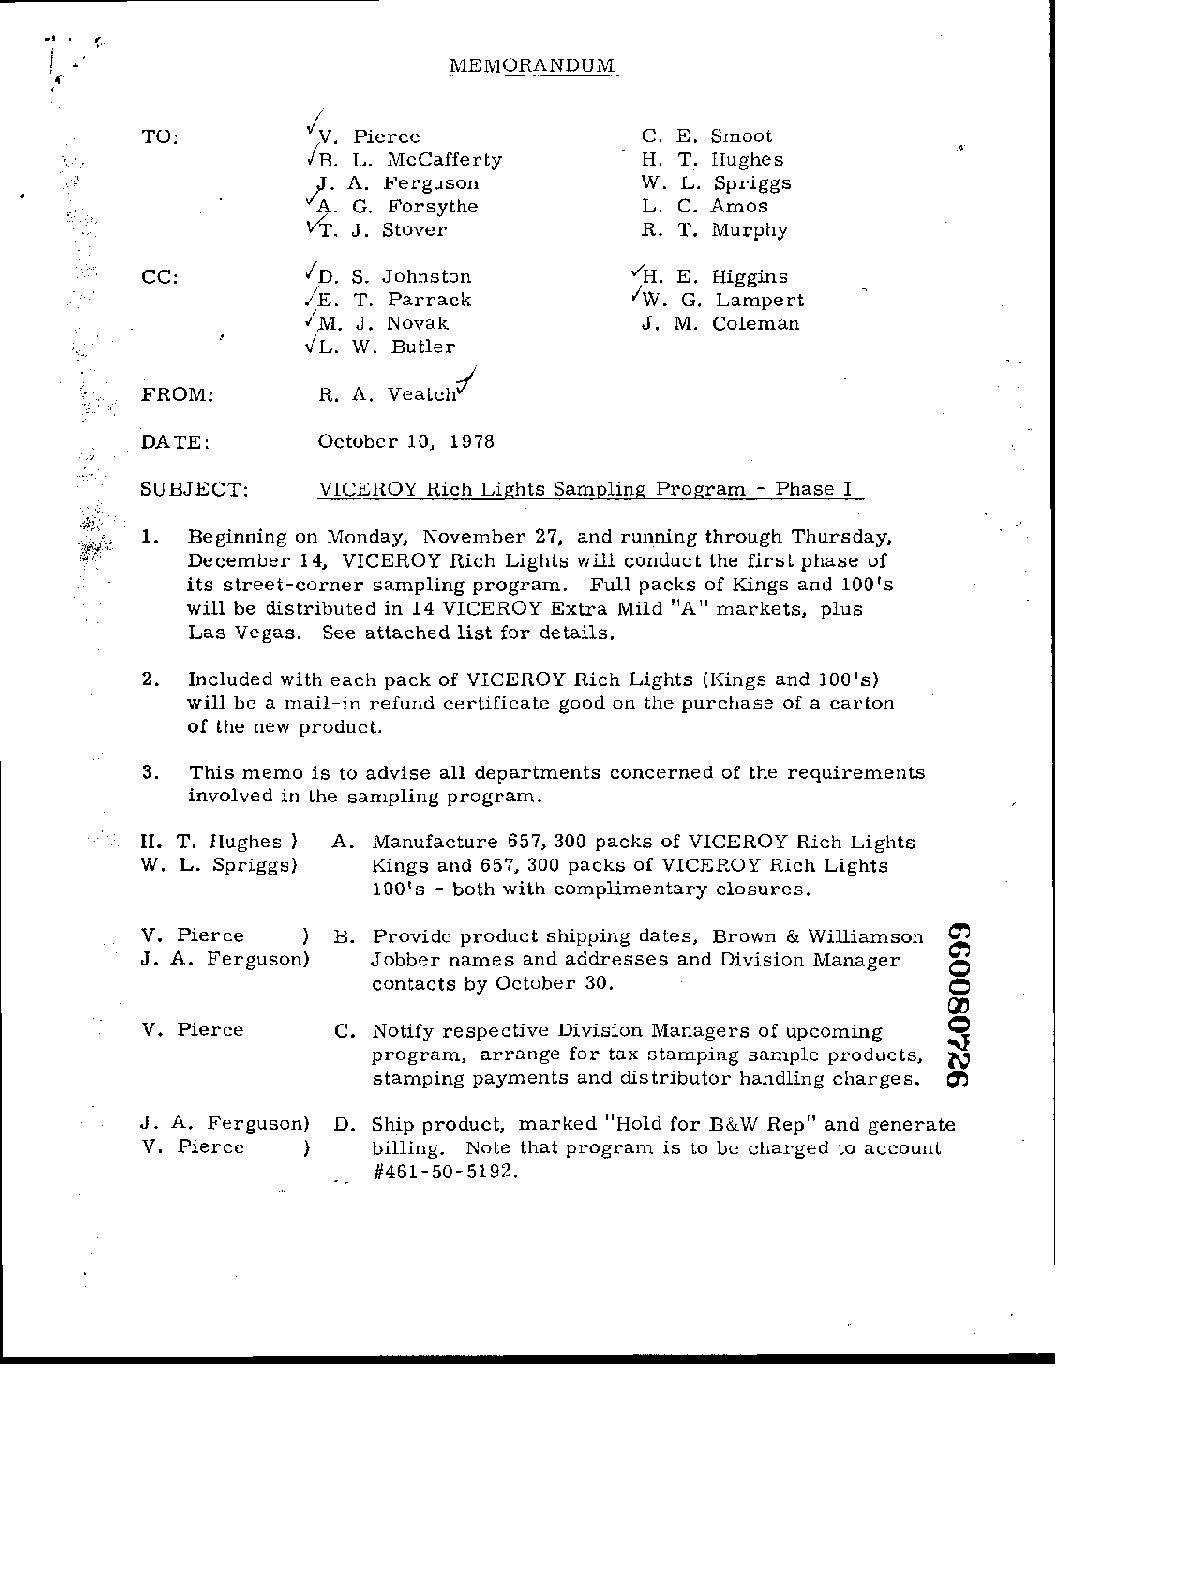 MEMORANDUM
TO: V. Pierce C. E. Smoot
R. L. McCafferty H. T. Hughes
J. A. Ferguson W. L. Spriggs
A. G. Forsythe L. C. Amos
T. J. Stover R. T. Murphy
CC: D. S. Johnston H. E. Higgins
E. T. Parrack W. G. Lampert
M. J. Novak J. M. Coleman
L. W. Butler
FROM: R. A. Veatch
DATE: October 10, 1978
SUBJECT: VICEROY Rich Lights Sampling Program - Phase I
1. Beginning on Monday, November 27, and running through Thursday,
December 14, VICEROY Rich Lights will conduct the first phase of
its street-corner sampling program. Full packs of Kings and 100's
will be distributed in 14 VICEROY Extra Mild "A" markets, plus
Las Vegas. See attached list for details.
2. Included with each pack of VICEROY Rich Lights (Kings and 100's)
will be a mail-in refund certificate good on the purchase of a carton
of the new product.
3. This memo is to advise all departments concerned of the requirements
involved in the sampling program.
H. T. Hughes ) A. Manufacture 657,300 packs of VICEROY Rich Lights
W. L. Spriggs) Kings and 657,300 packs of VICEROY Rich Lights
100's - both with complimentary closures.
V. Pierce ) B. Provide product shipping dates, Brown & Williamson
J. A. Ferguson) Jobber names and addresses and Division Manager
contacts by October 30.
V. Pierce C. Notify respective Division Managers of upcoming
program, arrange for tax stamping sample products,
stamping payments and distributor handling charges.
J. A. Ferguson) D. Ship product, marked "Hold for B&W Rep" and generate
V. Pierce ) billing. Note that program is to be charged to account
#461-50-5192.
660080726